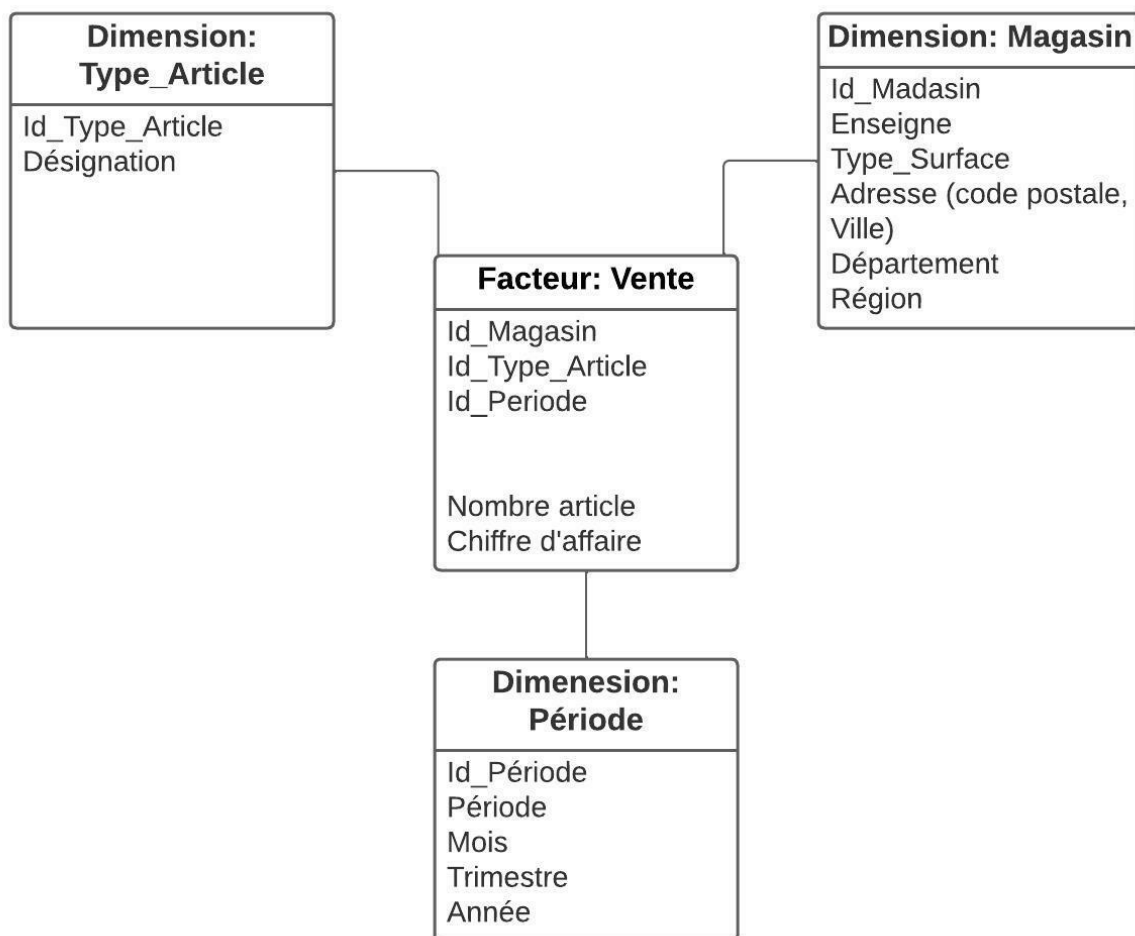 Dimension:
Type_Article
Id_Type_Article
Désignation
Dimension: Magasin
Id_Madasin
Enseigne
Type_Surface
Adresse (code postale,
Ville)
Département
Région
Facteur: Vente
Id_Magasin
Id_Type_Article
Id_Periode
Nombre article
Chiffre d'affaire
Dimenesion:
Période
Id_Période
Période
Mois
Trimestre
Année